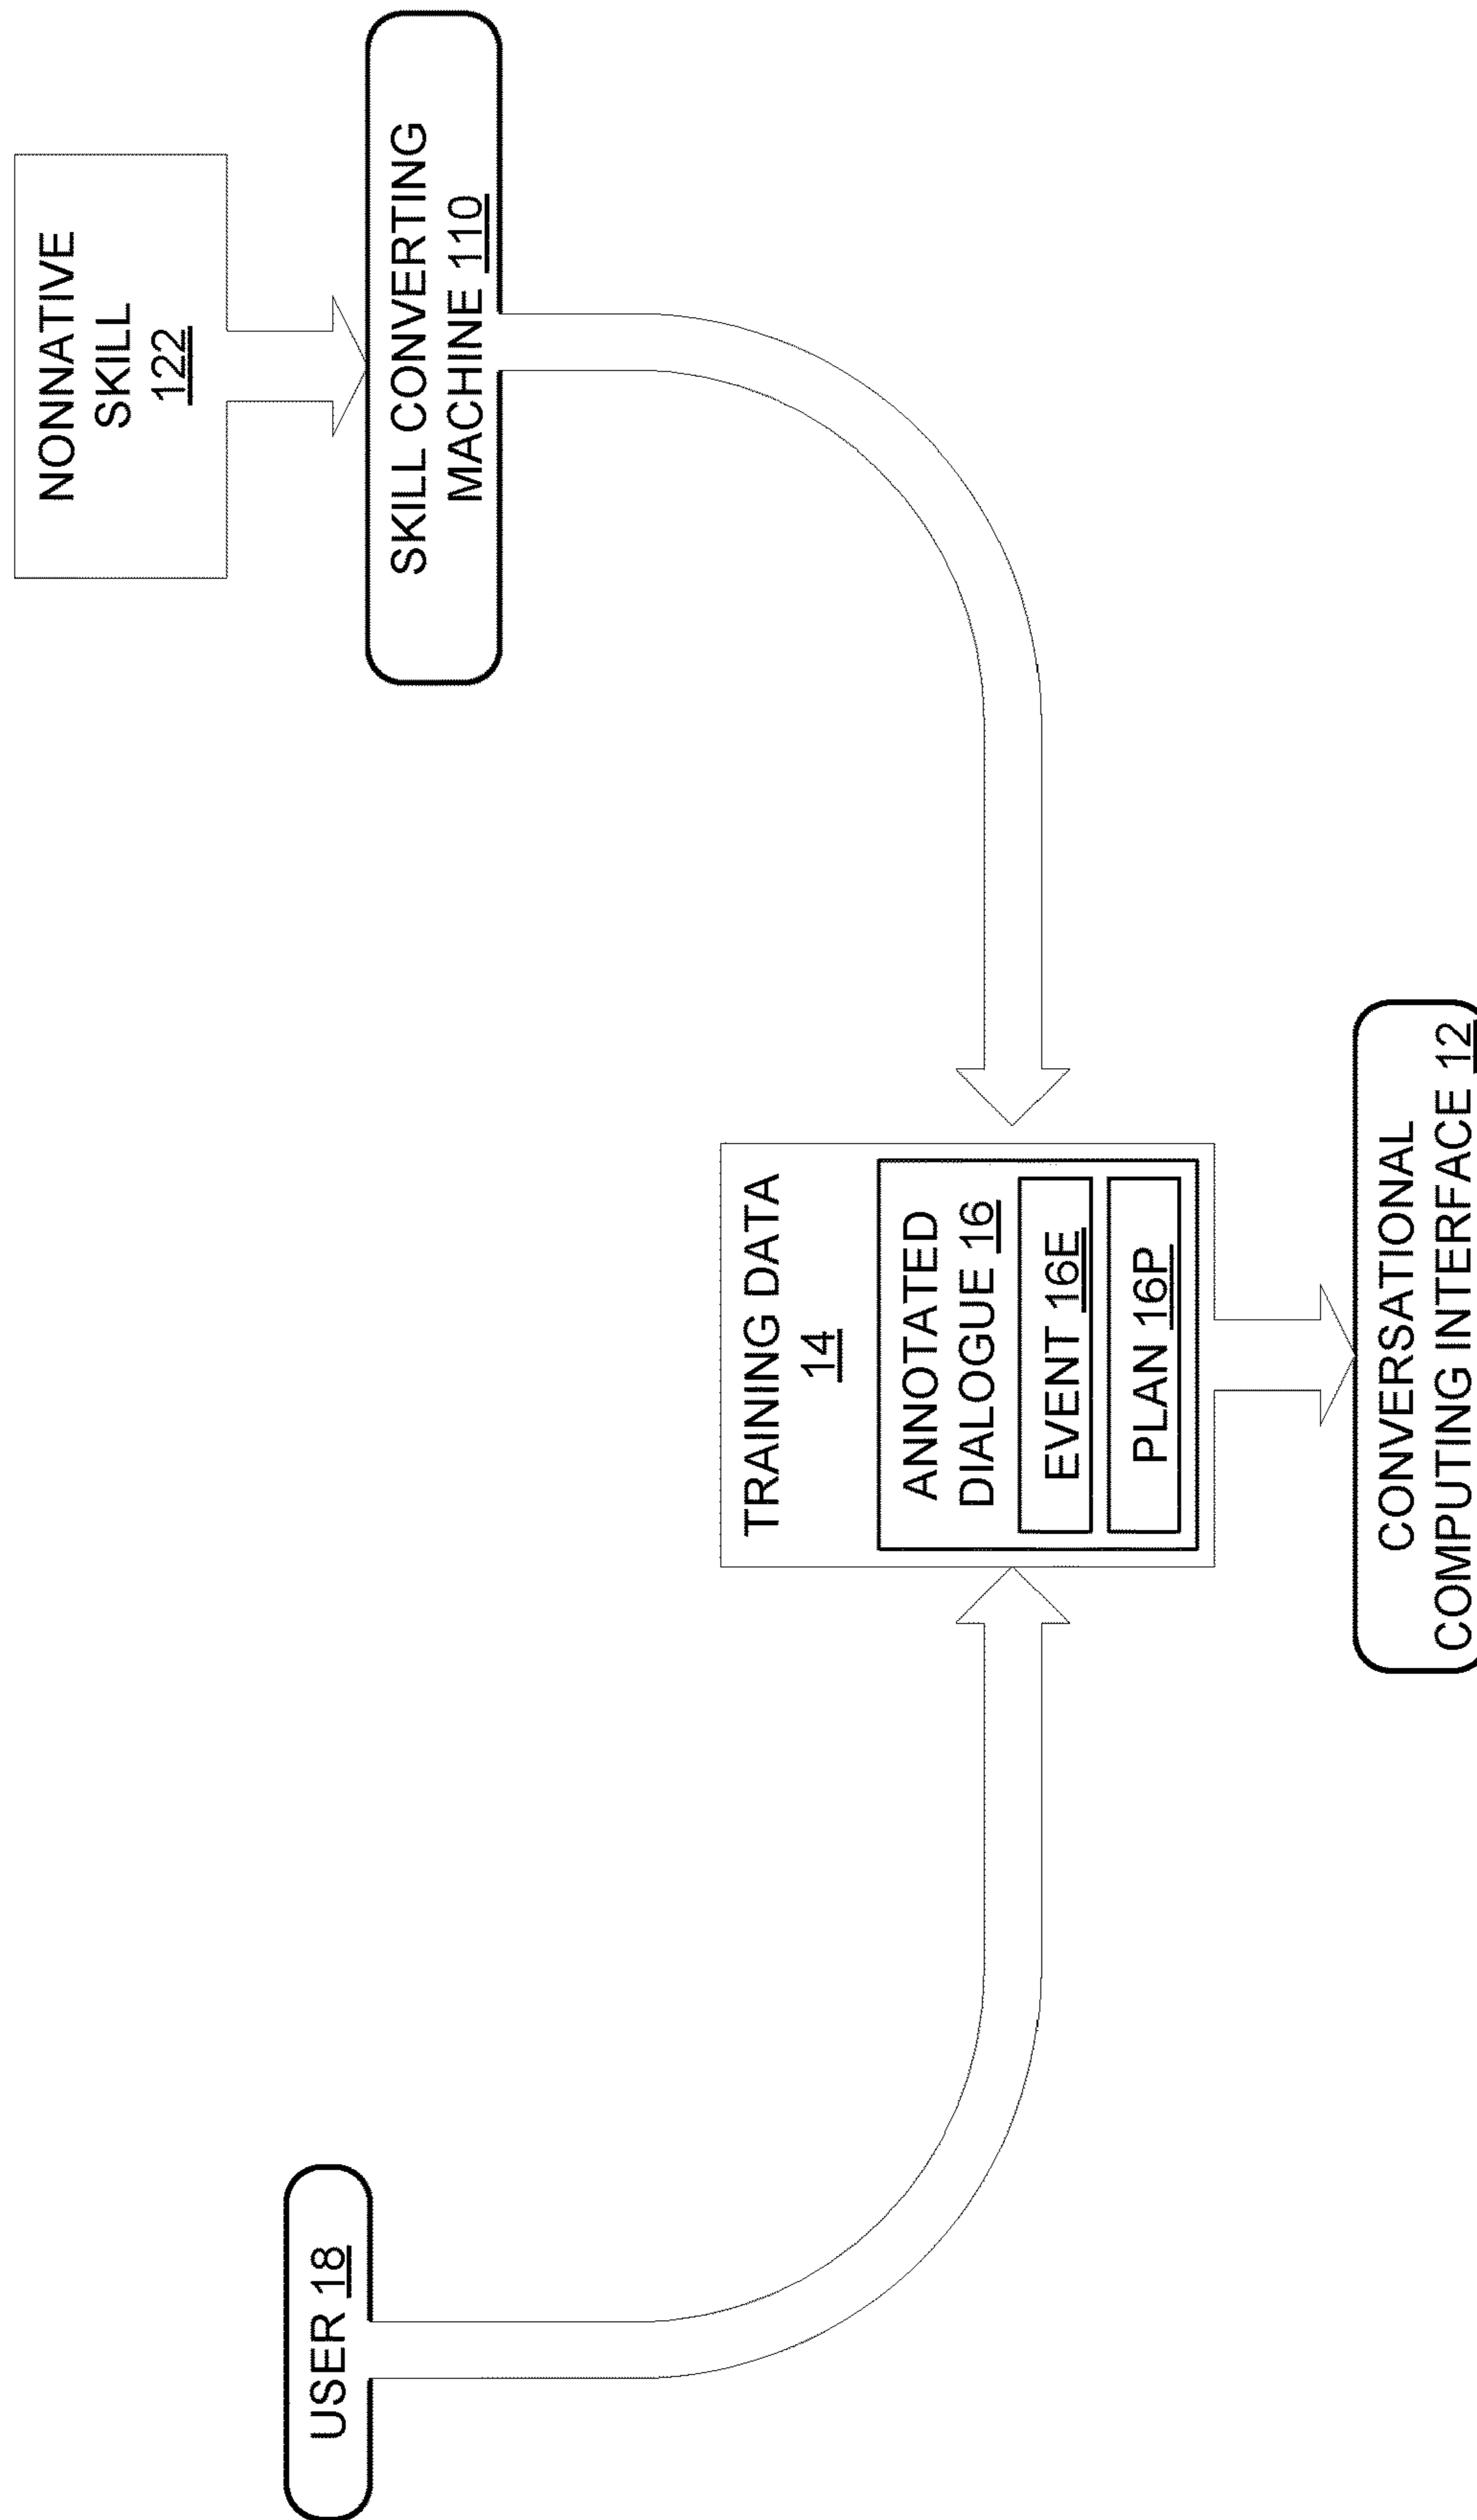 USER 18
NONNATIVE
SKILL
122
SKILL CONVERTING
MACHINE 110
TRAINING DATA
14
ANNOTATED
DIALOGUE 16
EVENT 16E
PLAN 16P
CONVERSATIONAL
COMPUTING INTERFACE 12